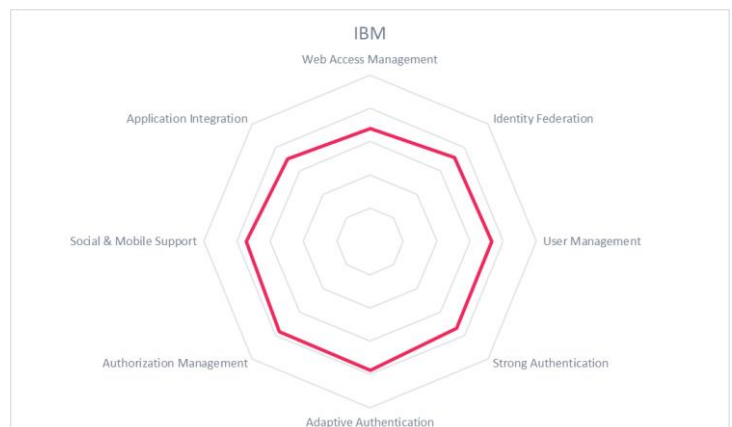 IBM
Web Access Management
Application Integration
Identity Federation
Social & Mobile Support
User Management
Authorization Management
Strong Authentication
Adaptive Authentication